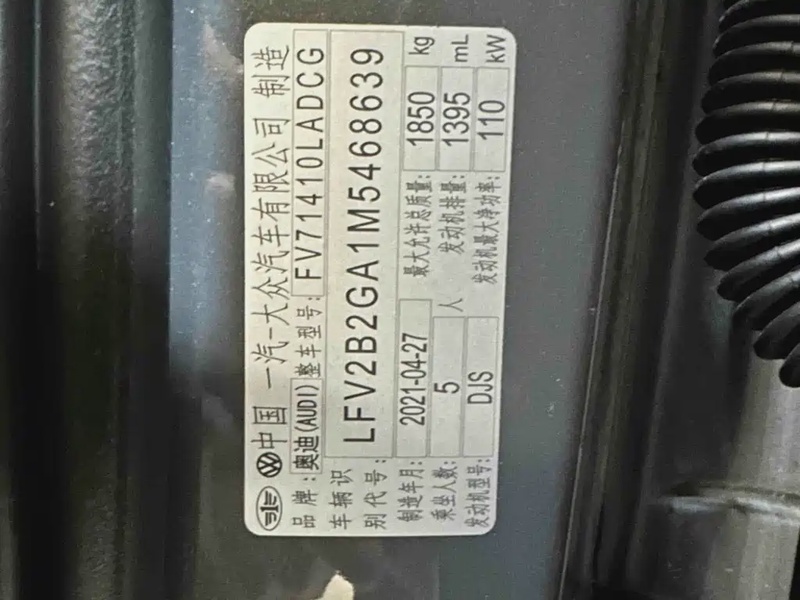 中国 一汽-大众汽车有限公司 制造
品牌: 奥迪(AUDI) 整车型号: FV71410LADCG
车辆识别代号: LFV2B2GA1M5468639
制造年月: 2021-04-27 最大允许总质量: 1850 kg
乘坐人数: 5 人 发动机排量: 1395 mL
发动机型号: DJS 发动机最大净功率: 110 kW